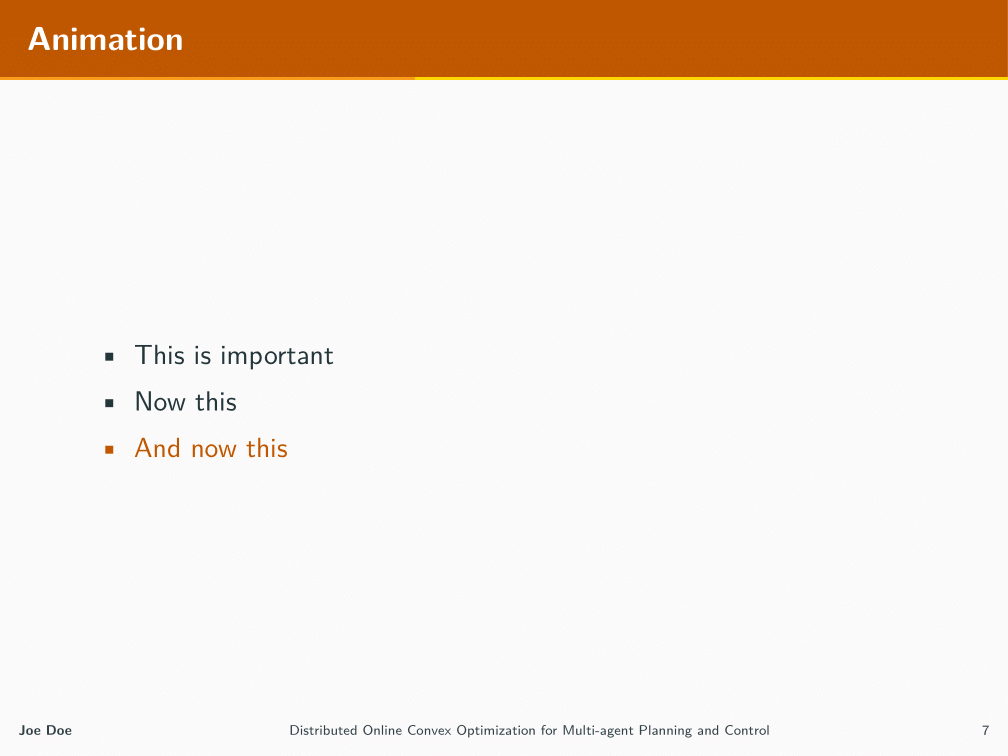 Animation
▪ This is important
▪ Now this
▪ And now this
Joe Doe
Distributed Online Convex Optimization for Multi-agent Planning and Control
7